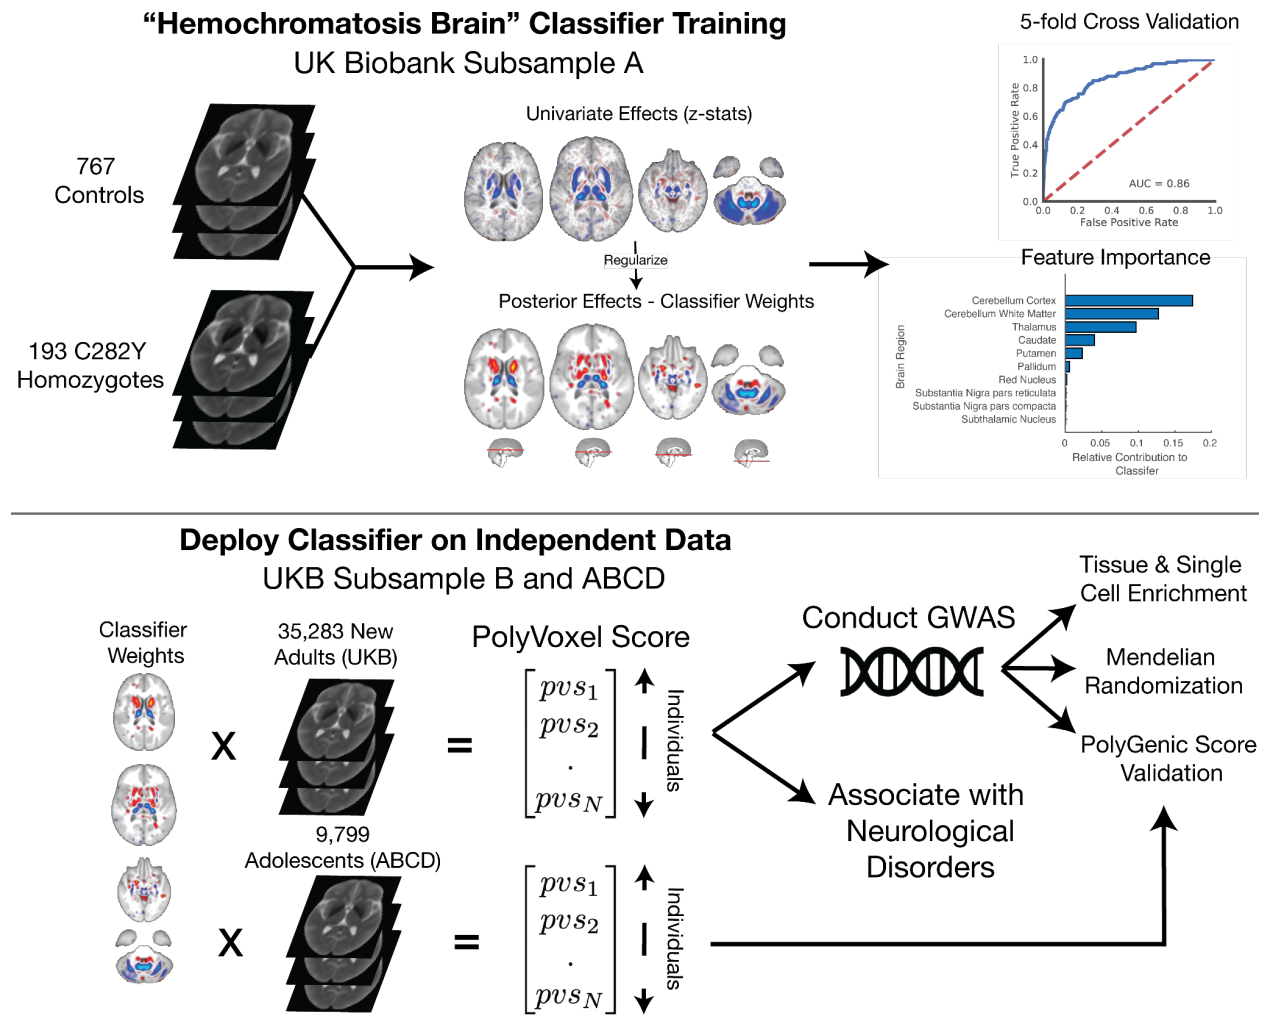 “Hemochromatosis Brain” Classifier Training
UK Biobank Subsample A
767
Controls
193 C282Y
Homozygotes
Univariate Effects (z-stats)
Regularize
Posterior Effects - Classifier Weights
5-fold Cross Validation
True Positive Rate
1.0
0.8
0.6
0.4
0.2
0.0
AUC = 0.86
0.0 0.2 0.4 0.6 0.8 1.0
False Positive Rate
Feature Importance
Brain Region
Cerebellum Cortex
Cerebellum White Matter
Thalamus
Caudate
Putamen
Pallidum
Red Nucleus
Substantia Nigra pars reticulata
Substantia Nigra pars compacta
Subthalamic Nucleus
0 0.05 0.1 0.15 0.2
Relative Contribution to
Classifer
Deploy Classifier on Independent Data
UKB Subsample B and ABCD
Classifier
Weights
35,283 New
Adults (UKB)
X
=
PolyVoxel Score
pvs1
pvs2
.
pvsN
Individuals
9,799
Adolescents (ABCD)
X
=
pvs1
pvs2
.
pvsN
Individuals
Conduct GWAS
Associate with
Neurological
Disorders
Tissue & Single
Cell Enrichment
Mendelian
Randomization
PolyGenic Score
Validation